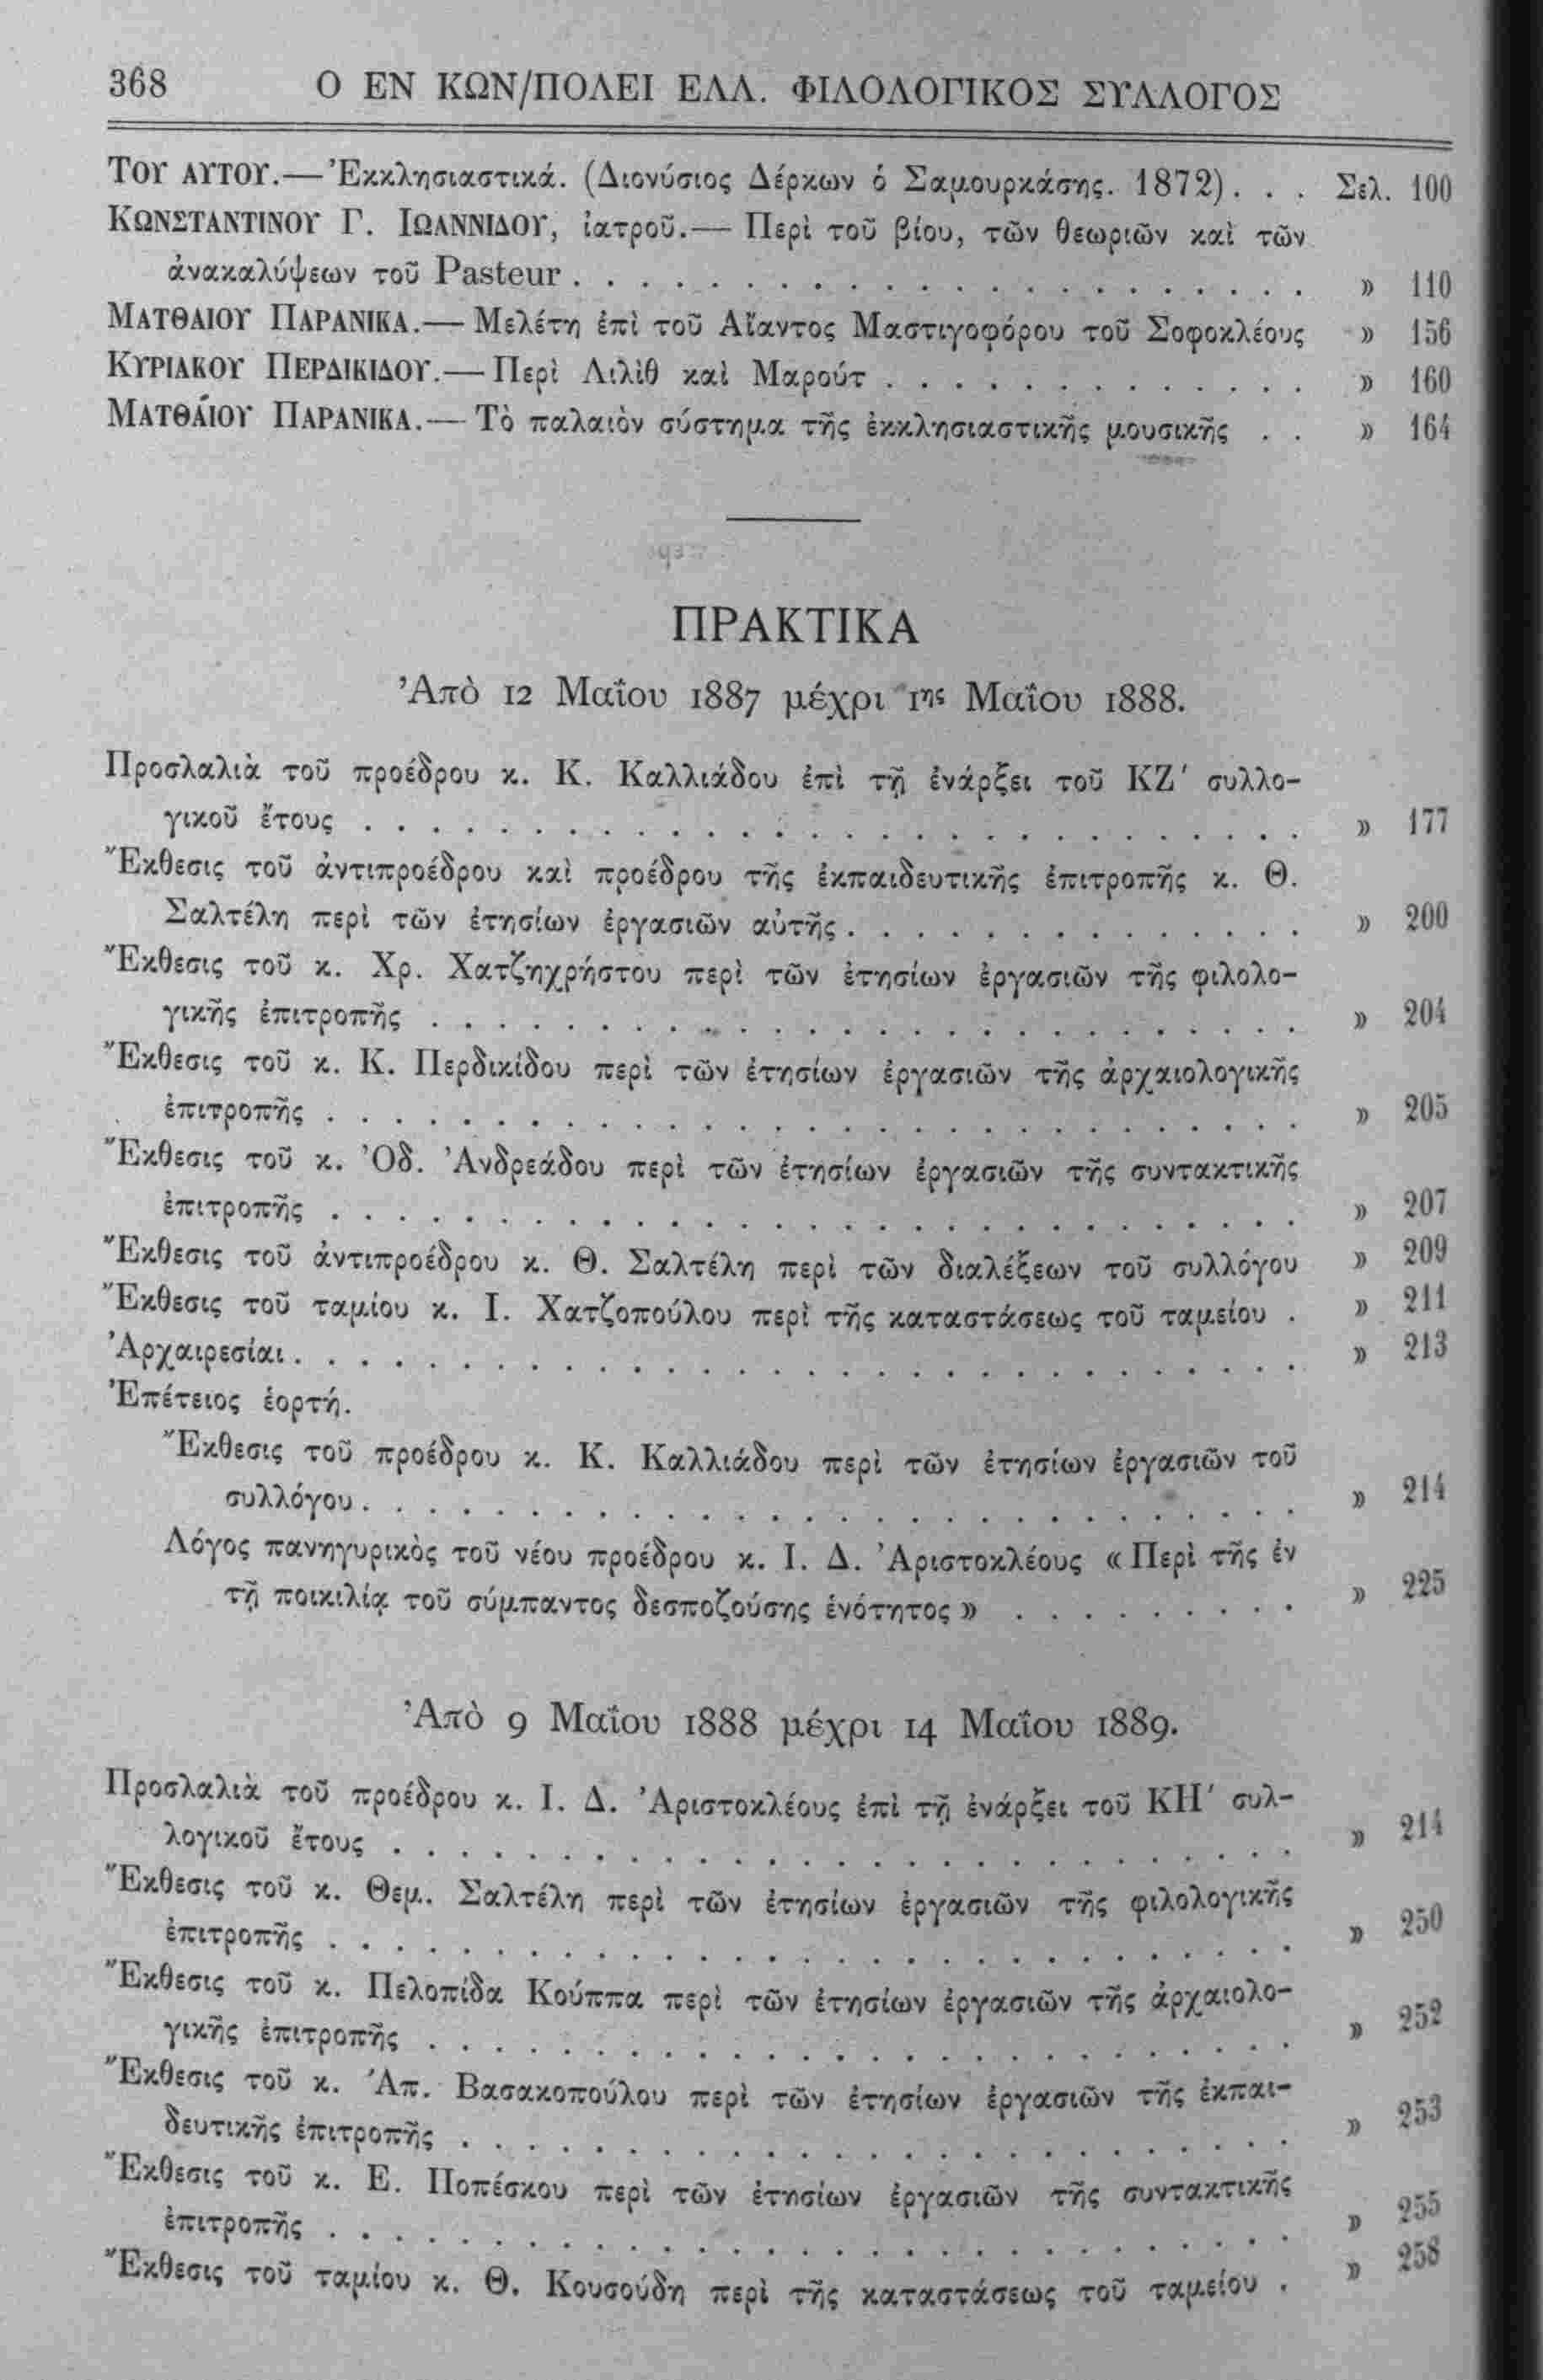 368 Ο ΕΝ ΚΩΝ/ΠΟΛΕΙ ΕΛΛ. ΦΙΛΟΛΟΓΙΚΟΣ ΣΥΛΛΟΓΟΣ
ΤΟΥ ΑΥΤΟΥ.— Ἐκκλησιαστικά. (Διονύσιος Δέρκων ὁ Σαμουρκάσης. 1872). . . Σελ. 100
ΚΩΝΣΤΑΝΤΙΝΟΥ Γ. ΙΩΑΝΝΙΔΟΥ, ἰατροῦ.— Περὶ τοῦ βίου, τῶν θεωριῶν καὶ τῶν
ἀνακαλύψεων τοῦ Pasteur . . . . . . . . . . . . . . . . . . . . » 110
ΜΑΤΘΑΙΟΥ ΠΑΡΑΝΙΚΑ.— Μελέτη ἐπὶ τοῦ Αἴαντος Μαστιγοφόρου τοῦ Σοφοκλέους » 156
ΚΥΡΙΑΚΟΥ ΠΕΡΔΙΚΙΔΟΥ.— Περὶ Λιλὶθ καὶ Μαρούτ . . . . . . . . . . . . . » 160
ΜΑΤΘΑΙΟΥ ΠΑΡΑΝΙΚΑ.— Τὸ παλαιὸν σύστημα τῆς ἐκκλησιαστικῆς μουσικῆς . . » 164
ΠΡΑΚΤΙΚΑ
Ἀπὸ 12 Μαΐου 1887 μέχρι 1ης Μαΐου 1888.
Προσλαλιὰ τοῦ προέδρου κ. Κ. Καλλιάδου ἐπὶ τῇ ἐνάρξει τοῦ ΚΖ′ συλλο-
γικοῦ ἔτους . . . . . . . . . . . . . . . . . . . . . . . . . . » 177
Ἔκθεσις τοῦ ἀντιπροέδρου καὶ προέδρου τῆς ἐκπαιδευτικῆς ἐπιτροπῆς κ. Θ.
Σαλτέλη περὶ τῶν ἐτησίων ἐργασιῶν αὐτῆς . . . . . . . . . . . . . » 200
Ἔκθεσις τοῦ κ. Χρ. Χατζηχρήστου περὶ τῶν ἐτησίων ἐργασιῶν τῆς φιλολο-
γικῆς ἐπιτροπῆς . . . . . . . . . . . . . . . . . . . . . . . . » 204
Ἔκθεσις τοῦ κ. Κ. Περδικίδου περὶ τῶν ἐτησίων ἐργασιῶν τῆς ἀρχαιολογικῆς
ἐπιτροπῆς . . . . . . . . . . . . . . . . . . . . . . . . . . . » 205
Ἔκθεσις τοῦ κ. Ὀδ. Ἀνδρεάδου περὶ τῶν ἐτησίων ἐργασιῶν τῆς συντακτικῆς
ἐπιτροπῆς . . . . . . . . . . . . . . . . . . . . . . . . . . . » 207
Ἔκθεσις τοῦ ἀντιπροέδρου κ. Θ. Σαλτέλη περὶ τῶν διαλέξεων τοῦ συλλόγου » 209
Ἔκθεσις τοῦ ταμίου κ. Ι. Χατζοπούλου περὶ τῆς καταστάσεως τοῦ ταμείου . » 211
Ἀρχαιρεσίαι . . . . . . . . . . . . . . . . . . . . . . . . . . . » 213
Ἐπέτειος ἑορτή.
Ἔκθεσις τοῦ προέδρου κ. Κ. Καλλιάδου περὶ τῶν ἐτησίων ἐργασιῶν τοῦ
συλλόγου . . . . . . . . . . . . . . . . . . . . . . . . . . » 214
Λόγος πανηγυρικὸς τοῦ νέου προέδρου κ. Ι. Δ. Ἀριστοκλέους «Περὶ τῆς ἐν
τῇ ποικιλίᾳ τοῦ σύμπαντος δεσποζούσης ἑνότητος» . . . . . . . . . » 225
Ἀπὸ 9 Μαΐου 1888 μέχρι 14 Μαΐου 1889.
Προσλαλιὰ τοῦ προέδρου κ. Ι. Δ. Ἀριστοκλέους ἐπὶ τῇ ἐνάρξει τοῦ ΚΗ′ συλ-
λογικοῦ ἔτους . . . . . . . . . . . . . . . . . . . . . . . . . » 214
Ἔκθεσις τοῦ κ. Θεμ. Σαλτέλη περὶ τῶν ἐτησίων ἐργασιῶν τῆς φιλολογικῆς
ἐπιτροπῆς . . . . . . . . . . . . . . . . . . . . . . . . . . . » 250
Ἔκθεσις τοῦ κ. Πελοπίδα Κούππα περὶ τῶν ἐτησίων ἐργασιῶν τῆς ἀρχαιολο-
γικῆς ἐπιτροπῆς . . . . . . . . . . . . . . . . . . . . . . . . » 252
Ἔκθεσις τοῦ κ. Ἀπ. Βασακοπούλου περὶ τῶν ἐτησίων ἐργασιῶν τῆς ἐκπαι-
δευτικῆς ἐπιτροπῆς . . . . . . . . . . . . . . . . . . . . . . . » 253
Ἔκθεσις τοῦ κ. Ε. Ποπέσκου περὶ τῶν ἐτησίων ἐργασιῶν τῆς συντακτικῆς
ἐπιτροπῆς . . . . . . . . . . . . . . . . . . . . . . . . . . . » 255
Ἔκθεσις τοῦ ταμίου κ. Θ. Κουσούδη περὶ τῆς καταστάσεως τοῦ ταμείου . » 258